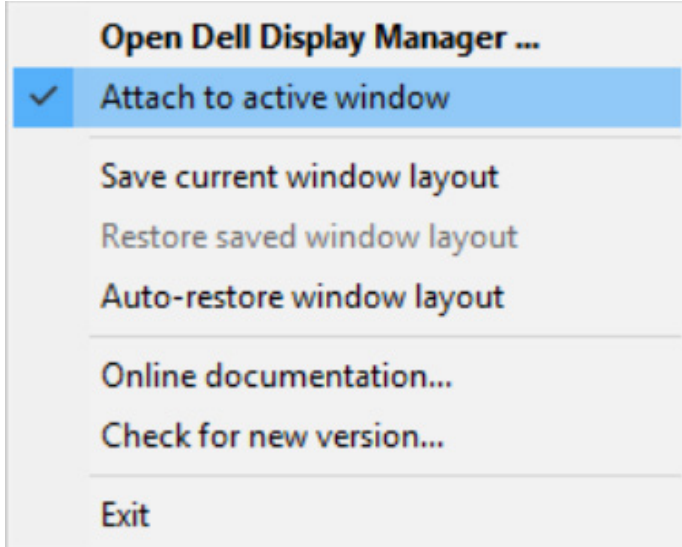 Open Dell Display Manager ...
Attach to active window
Save current window layout
Restore saved window layout
Auto-restore window layout
Online documentation...
Check for new version...
Exit